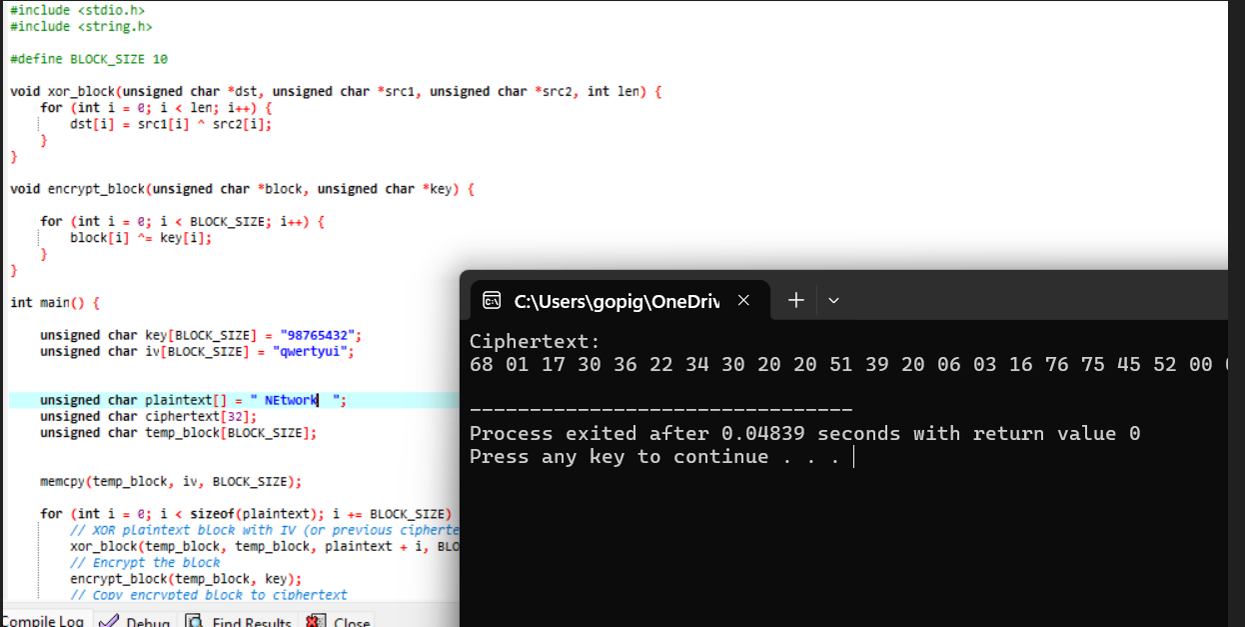 #include <stdio.h>
#include <string.h>
#define BLOCK_SIZE 10
void xor_block(unsigned char *dst, unsigned char *src1, unsigned char *src2, int len) {
for (int i = 0; i < len; i++) {
dst[i] = src1[i] ^ src2[i];
}
}
void encrypt_block(unsigned char *block, unsigned char *key) {
for (int i = 0; i < BLOCK_SIZE; i++) {
block[i] ^= key[i];
}
}
int main() {
unsigned char key[BLOCK_SIZE] = "98765432";
unsigned char iv[BLOCK_SIZE] = "qwertyui";
unsigned char plaintext[] = " NEtwork  ";
unsigned char ciphertext[32];
unsigned char temp_block[BLOCK_SIZE];
memcpy(temp_block, iv, BLOCK_SIZE);
for (int i = 0; i < sizeof(plaintext); i += BLOCK_SIZE)
// XOR plaintext block with IV (or previous cipherte
xor_block(temp_block, temp_block, plaintext + i, BLO
// Encrypt the block
encrypt_block(temp_block, key);
// Copy encrypted block to ciphertext
Compile Log Debug Find Results Close
C:\Users\gopig\OneDriv
Ciphertext:
68 01 17 30 36 22 34 30 20 20 51 39 20 06 03 16 76 75 45 52 00
--------------------------------
Process exited after 0.04839 seconds with return value 0
Press any key to continue . . .